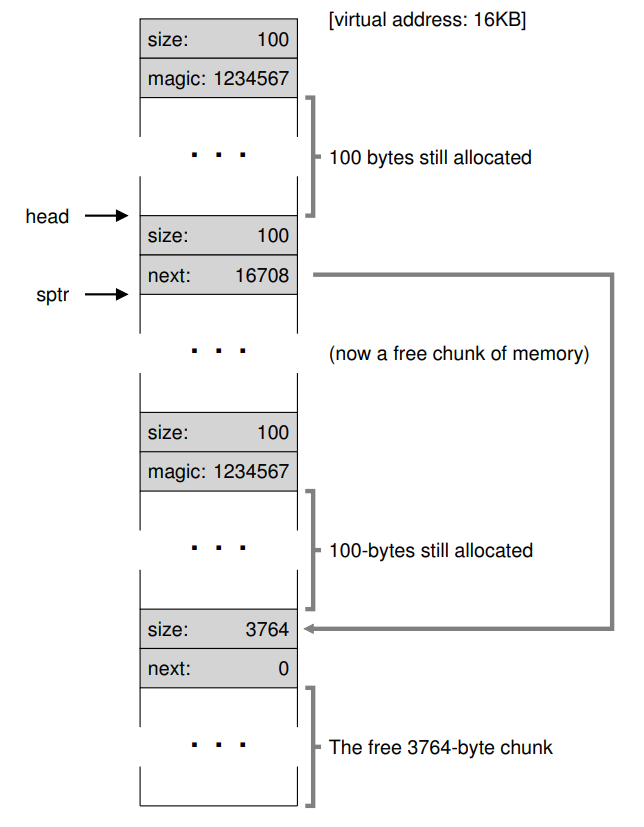 [virtual address: 16KB]
size: 100
magic: 1234567
. . .
100 bytes still allocated
head
size: 100
next: 16708
sptr
. . .
(now a free chunk of memory)
size: 100
magic: 1234567
. . .
100-bytes still allocated
size: 3764
next: 0
. . .
The free 3764-byte chunk